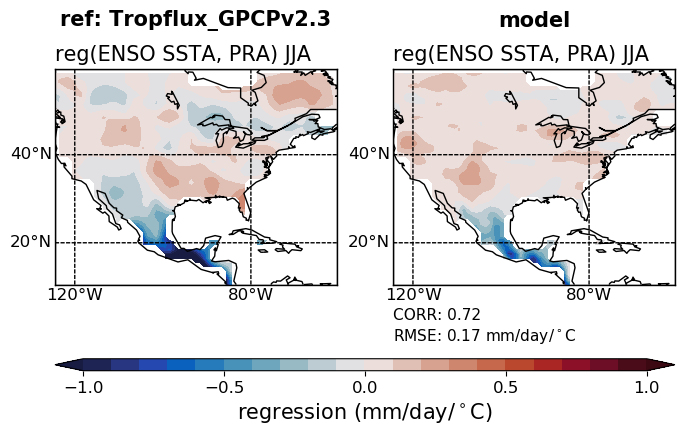 ref: Tropflux_GPCPv2.3
model
reg(ENSO SSTA, PRA) JJA
reg(ENSO SSTA, PRA) JJA
40°N
20°N
120°W
80°W
40°N
20°N
120°W
80°W
CORR: 0.72
RMSE: 0.17 mm/day/°C
−1.0
−0.5
0.0
0.5
1.0
regression (mm/day/°C)